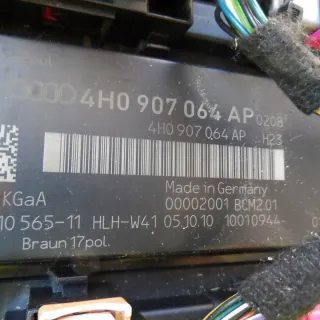 4H0 907 064 AP 0208
4H0 907 064 AP H23
Made in Germany
KGaA 00002001 BCM2.01
10 565-11 HLH-W41 05.10.10 10010944-
Braun 17pol.